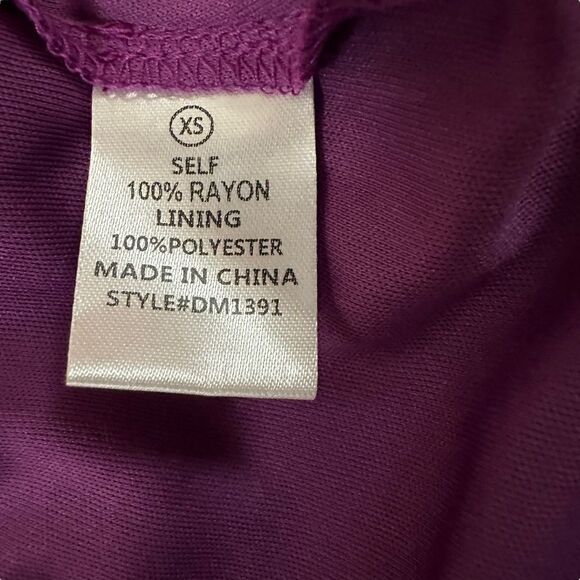 XS
SELF
100% RAYON
LINING
100%POLYESTER
MADE IN CHINA
STYLE#DM1391